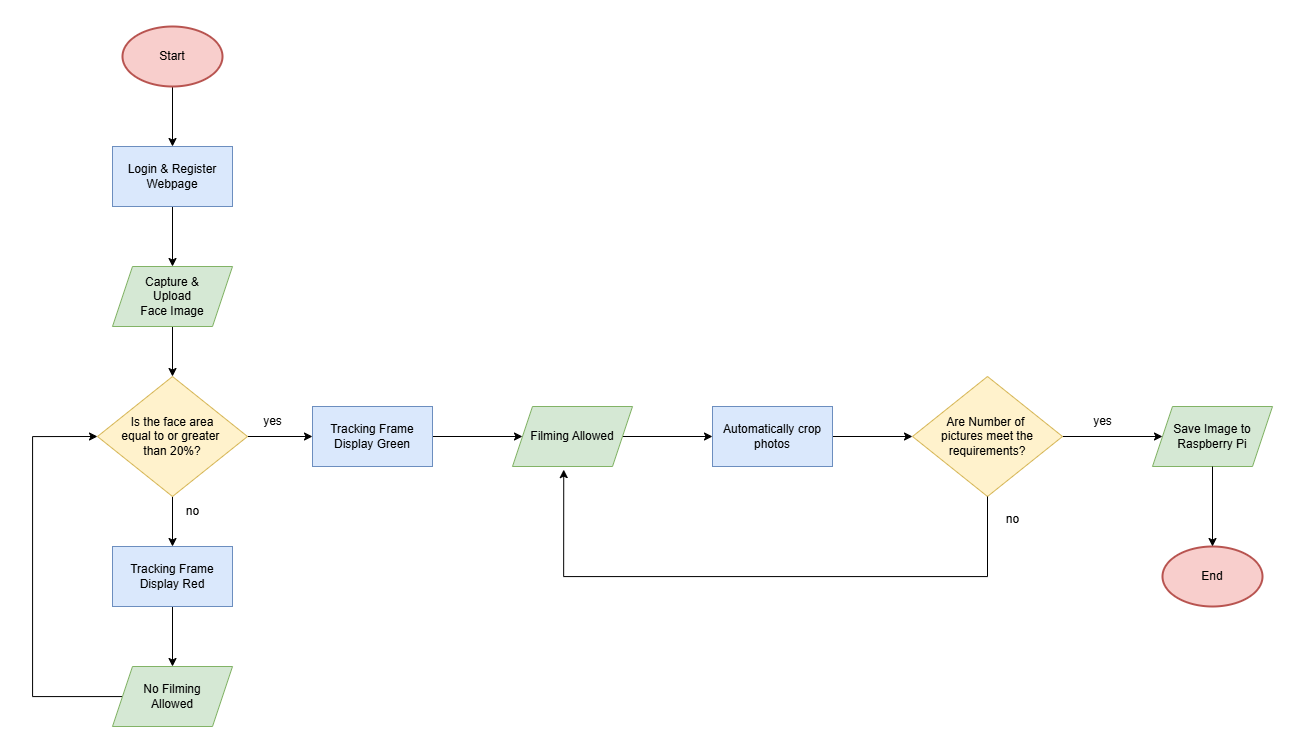 Start
Login & Register
Webpage
Capture &
Upload
Face Image
Is the face area
equal to or greater
than 20%?
yes
Tracking Frame
Display Green
Filming Allowed
Automatically crop
photos
Are Number of
pictures meet the
requirements?
yes
Save Image to
Raspberry Pi
no
no
Tracking Frame
Display Red
End
No Filming
Allowed